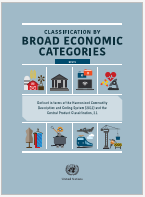 CLASSIFICATION BY
BROAD ECONOMIC
CATEGORIES
Defined in terms of the Harmonized Commodity
Description and Coding System (2012) and the
Central Product Classification, 2.1
United Nations